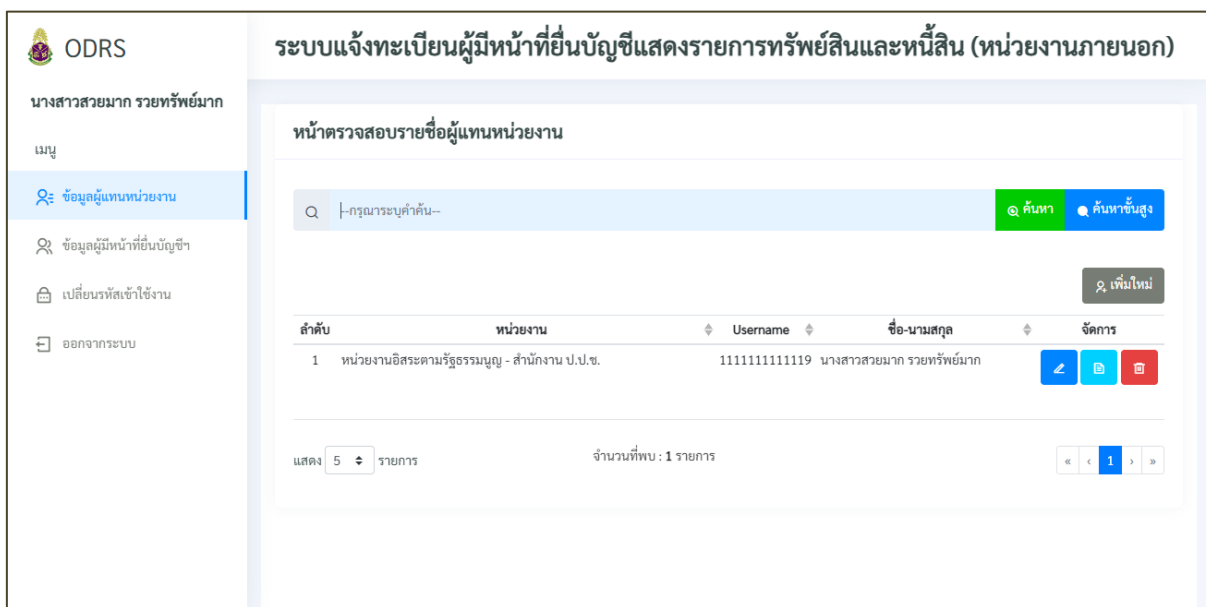 ODRS
ระบบแจ้งทะเบียนผู้มีหน้าที่ยื่นบัญชีแสดงรายการทรัพย์สินและหนี้สิน (หน่วยงานภายนอก)
นางสาวสวยมาก รวยทรัพย์มาก
เมนู
ข้อมูลผู้แทนหน่วยงาน
ข้อมูลผู้มีหน้าที่ยื่นบัญชีฯ
เปลี่ยนรหัสเข้าใช้งาน
ออกจากระบบ
หน้าตรวจสอบรายชื่อผู้แทนหน่วยงาน
--กรุณาระบุคำค้น-- ค้นหา ค้นหาขั้นสูง
เพิ่มใหม่
ลำดับ หน่วยงาน Username ชื่อ-นามสกุล จัดการ
1 หน่วยงานอิสระตามรัฐธรรมนูญ - สำนักงาน ป.ป.ช. 1111111111119 นางสาวสวยมาก รวยทรัพย์มาก
แสดง 5 รายการ จำนวนที่พบ : 1 รายการ « ‹ 1 › »